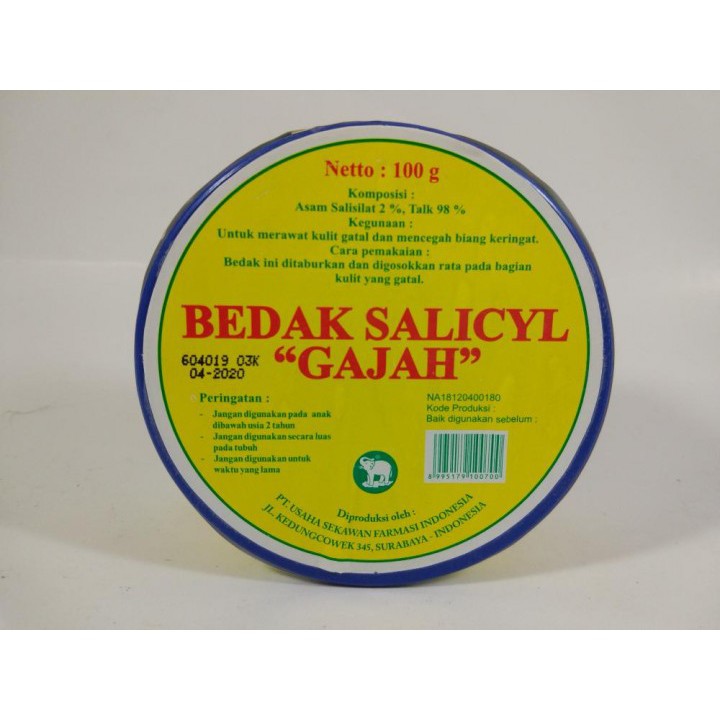 Netto : 100 g
Komposisi :
Asam Salisilat 2 %, Talk 98 %
Kegunaan :
Untuk merawat kulit gatal dan mencegah biang keringat.
Cara pemakaian :
Bedak ini ditaburkan dan digosokkan rata pada bagian
kulit yang gatal.
BEDAK SALICYL
"GAJAH"
604019 03K
04-2020
Peringatan :
- Jangan digunakan pada anak
dibawah usia 2 tahun
- Jangan digunakan secara luas
pada tubuh
- Jangan digunakan untuk
waktu yang lama
NA18120400180
Kode Produksi :
Baik digunakan sebelum :
8 995179 100700
Diproduksi oleh :
PT. USAHA SEKAWAN FARMASI INDONESIA
JL. KEDUNGCOWEK 345, SURABAYA - INDONESIA